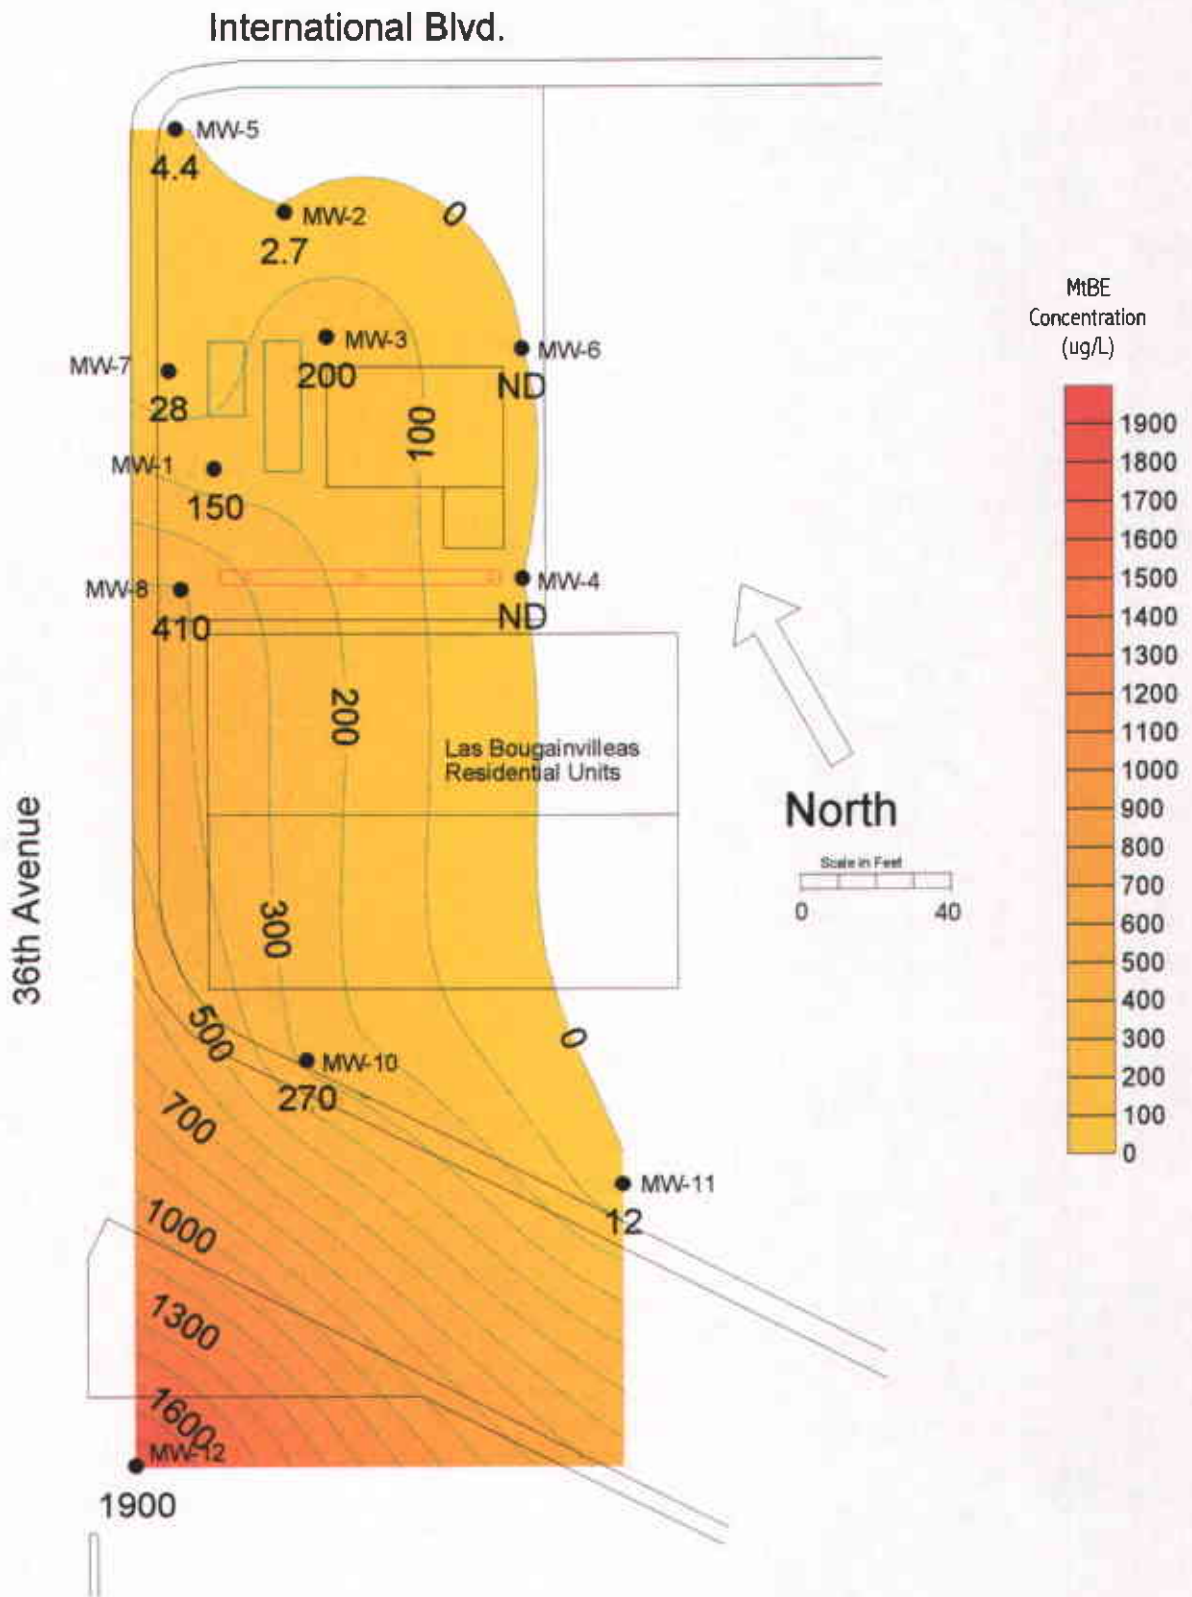 International Blvd.
MW-5
4.4
MW-2
2.7
0
MW-3
200
MW-6
ND
MW-7
28
100
MW-1
150
MW-8
410
MW-4
ND
200
Las Bougainvilleas
Residential Units
300
36th Avenue
North
Scale in Feet
0 40
500
0
MW-10
270
700
MW-11
12
1000
1300
1600
MW-12
1900
MtBE
Concentration
(ug/L)
1900
1800
1700
1600
1500
1400
1300
1200
1100
1000
900
800
700
600
500
400
300
200
100
0